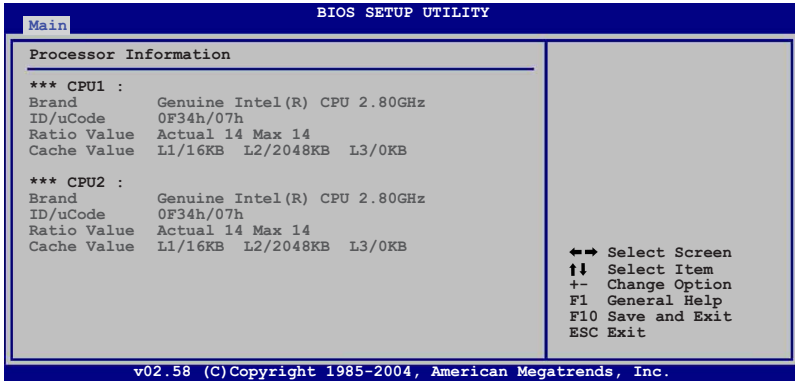 BIOS SETUP UTILITY
Main
Processor Information
*** CPU1 :
Brand Genuine Intel(R) CPU 2.80GHz
ID/uCode 0F34h/07h
Ratio Value Actual 14 Max 14
Cache Value L1/16KB L2/2048KB L3/0KB
*** CPU2 :
Brand Genuine Intel(R) CPU 2.80GHz
ID/uCode 0F34h/07h
Ratio Value Actual 14 Max 14
Cache Value L1/16KB L2/2048KB L3/0KB
←→ Select Screen
↑↓ Select Item
+- Change Option
F1 General Help
F10 Save and Exit
ESC Exit
v02.58 (C)Copyright 1985-2004, American Megatrends, Inc.